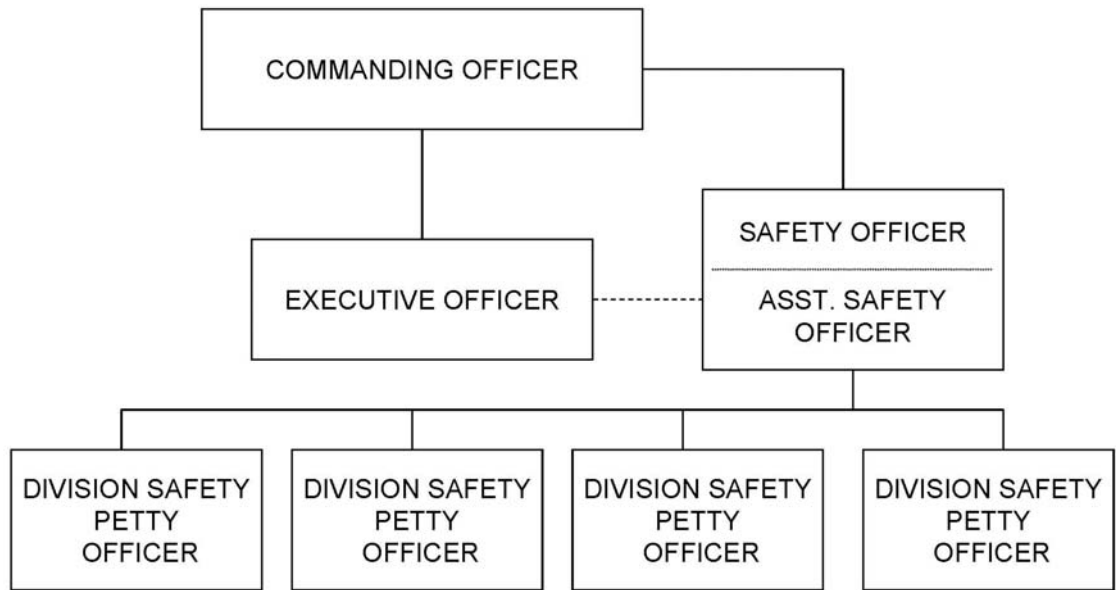 COMMANDING OFFICER
SAFETY OFFICER
EXECUTIVE OFFICER
ASST. SAFETY
OFFICER
DIVISION SAFETY
PETTY
OFFICER
DIVISION SAFETY
PETTY
OFFICER
DIVISION SAFETY
PETTY
OFFICER
DIVISION SAFETY
PETTY
OFFICER